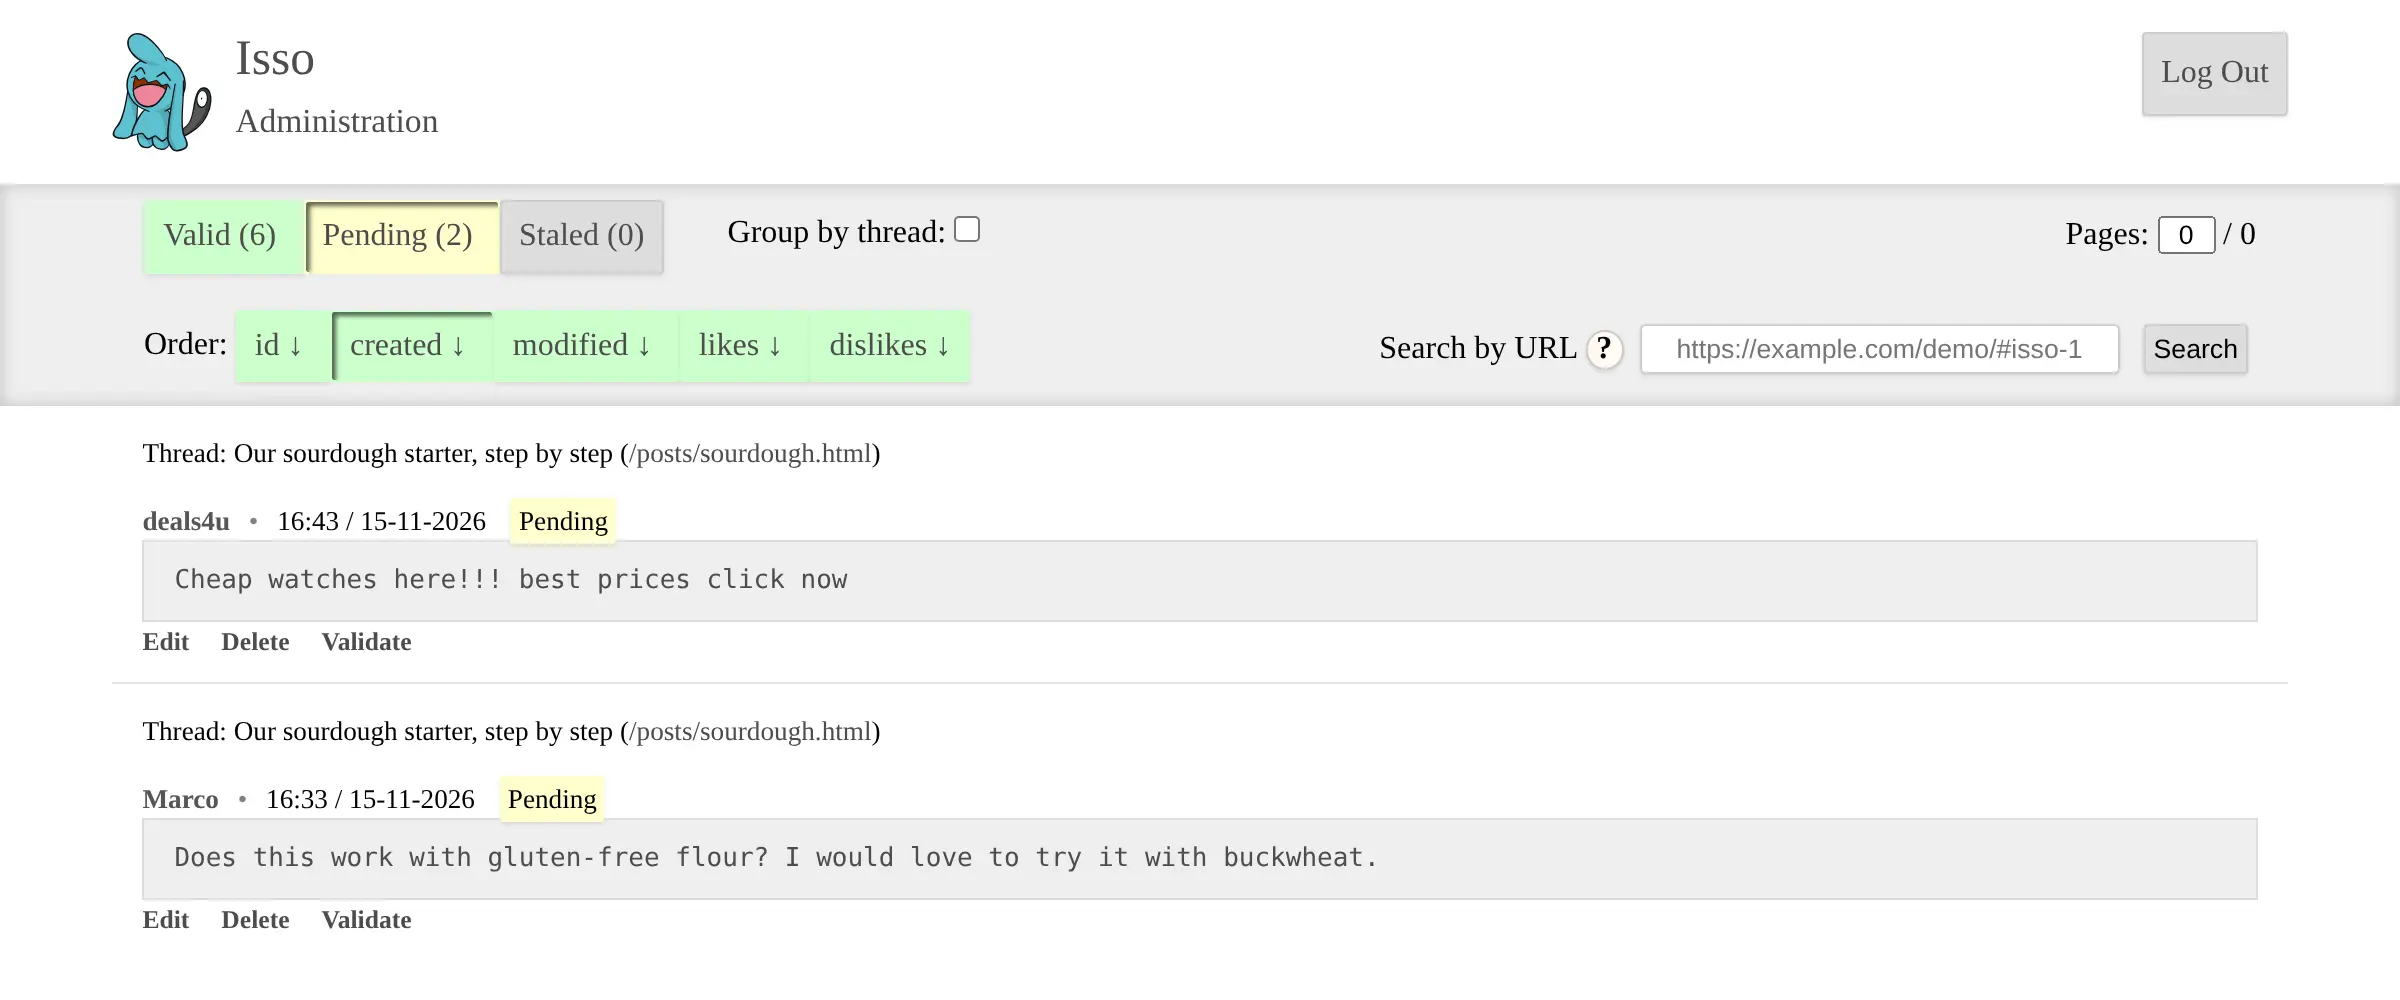 Isso
Administration
Log Out
Valid (6) Pending (2) Staled (0) Group by thread: Pages: 0 / 0
Order: id ↓ created ↓ modified ↓ likes ↓ dislikes ↓ Search by URL ? https://example.com/demo/#isso-1 Search
Thread: Our sourdough starter, step by step (/posts/sourdough.html)
deals4u • 16:43 / 15-11-2026 Pending
Cheap watches here!!! best prices click now
Edit Delete Validate
Thread: Our sourdough starter, step by step (/posts/sourdough.html)
Marco • 16:33 / 15-11-2026 Pending
Does this work with gluten-free flour? I would love to try it with buckwheat.
Edit Delete Validate